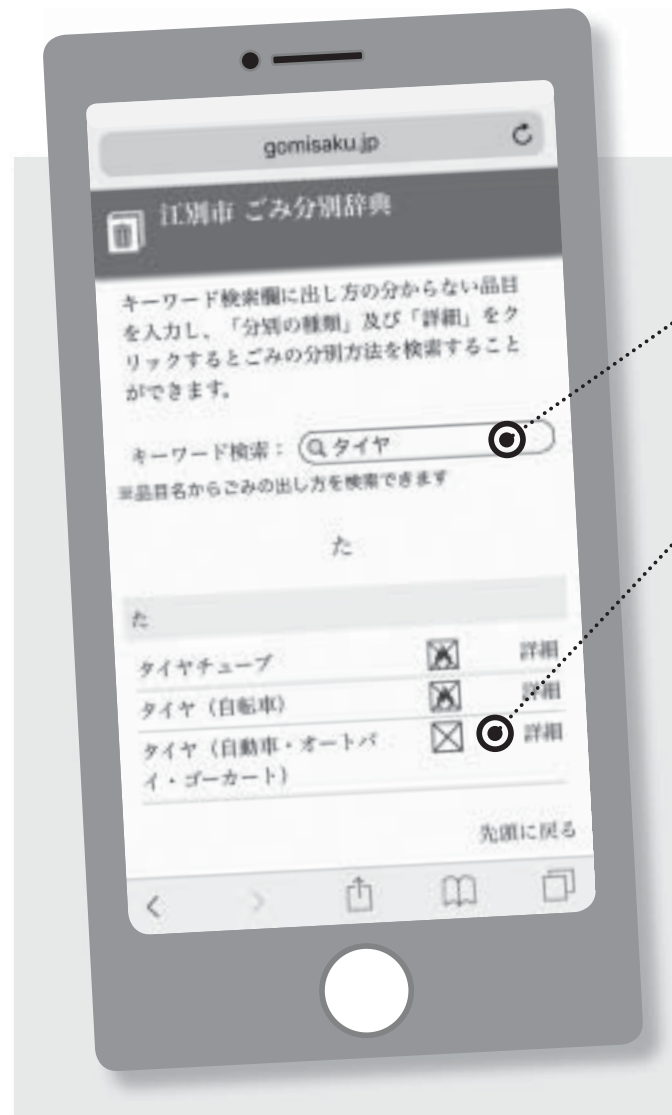 gomisaku.jp
江別市 ごみ分別辞典
キーワード検索欄に出し方の分からない品目
を入力し、「分別の種類」及び「詳細」をク
リックするとごみの分別方法を検索すること
ができます。
キーワード検索： タイヤ
※品目名からごみの出し方を検索できます
た
た
タイヤチューブ 詳細
タイヤ（自転車） 詳細
タイヤ（自動車・オートバ 詳細
イ・ゴーカート）
先頭に戻る